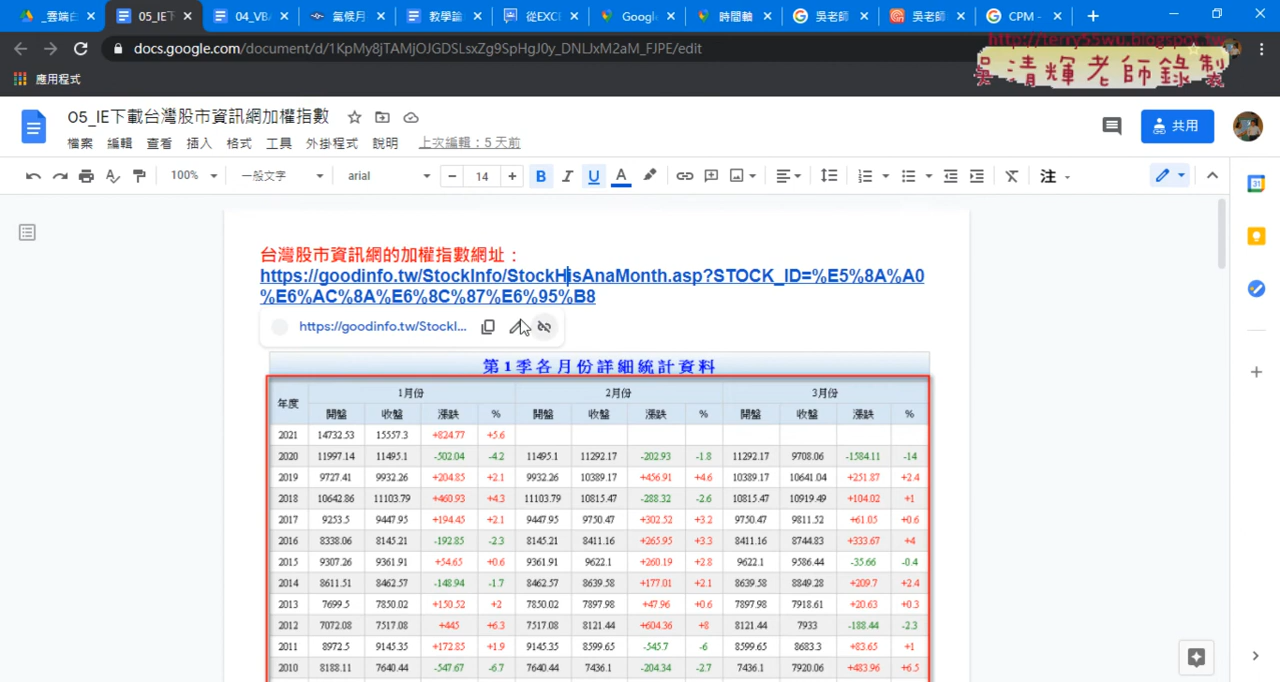 _雲端白
05_IE下
04_VB/
氣候月
教學論
從EXC
Google
時間軸
吳老師
吳老師
CPM -
docs.google.com/document/d/1KpMy8jTAMjOJGDSLsxZg9SpHgJ0y_DNLJxM2aM_FJPE/edit
http://terry55wu.blogspot.tw
應用程式
吳清輝老師錄製
05_IE下載台灣股市資訊網加權指數
檔案 編輯 查看 插入 格式 工具 外掛程式 說明 上次編輯：5 天前
共用
100% 一般文字 arial 14 B I U A 注
31
台灣股市資訊網的加權指數網址：
https://goodinfo.tw/StockInfo/StockHisAnaMonth.asp?STOCK_ID=%E5%8A%A0
%E6%AC%8A%E6%8C%87%E6%95%B8
https://goodinfo.tw/StockI...
第1季各月份詳細統計資料
年度 1月份 2月份 3月份
開盤 收盤 漲跌 % 開盤 收盤 漲跌 % 開盤 收盤 漲跌 %
2021 14732.53 15557.3 +824.77 +5.6
2020 11997.14 11495.1 -502.04 -4.2 11495.1 11292.17 -202.93 -1.8 11292.17 9708.06 -1584.11 -14
2019 9727.41 9932.26 +204.85 +2.1 9932.26 10389.17 +456.91 +4.6 10389.17 10641.04 +251.87 +2.4
2018 10642.86 11103.79 +460.93 +4.3 11103.79 10815.47 -288.32 -2.6 10815.47 10919.49 +104.02 +1
2017 9253.5 9447.95 +194.45 +2.1 9447.95 9750.47 +302.52 +3.2 9750.47 9811.52 +61.05 +0.6
2016 8338.06 8145.21 -192.85 -2.3 8145.21 8411.16 +265.95 +3.3 8411.16 8744.83 +333.67 +4
2015 9307.26 9361.91 +54.65 +0.6 9361.91 9622.1 +260.19 +2.8 9622.1 9586.44 -35.66 -0.4
2014 8611.51 8462.57 -148.94 -1.7 8462.57 8639.58 +177.01 +2.1 8639.58 8849.28 +209.7 +2.4
2013 7699.5 7850.02 +150.52 +2 7850.02 7897.98 +47.96 +0.6 7897.98 7918.61 +20.63 +0.3
2012 7072.08 7517.08 +445 +6.3 7517.08 8121.44 +604.36 +8 8121.44 7933 -188.44 -2.3
2011 8972.5 9145.35 +172.85 +1.9 9145.35 8599.65 -545.7 -6 8599.65 8683.3 +83.65 +1
2010 8188.11 7640.44 -547.67 -6.7 7640.44 7436.1 -204.34 -2.7 7436.1 7920.06 +483.96 +6.5